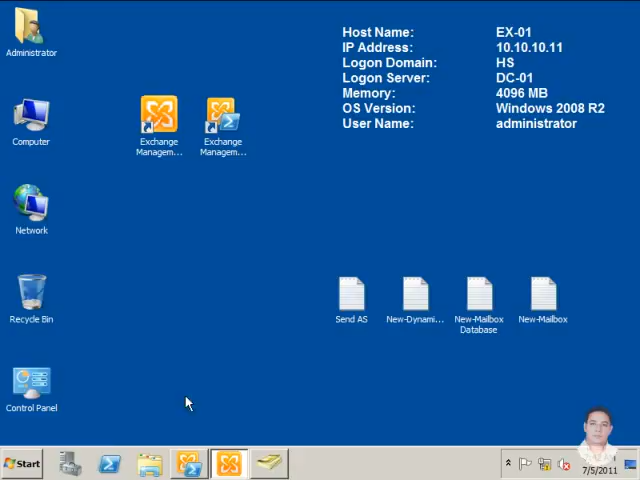 Host Name: EX-01
IP Address: 10.10.10.11
Logon Domain: HS
Logon Server: DC-01
Memory: 4096 MB
OS Version: Windows 2008 R2
User Name: administrator
Administrator
Computer
Exchange
Managem...
Exchange
Managem...
Network
Recycle Bin
Send AS
New-Dynami...
New-Mailbox
Database
New-Mailbox
Control Panel
Start
7/5/2011